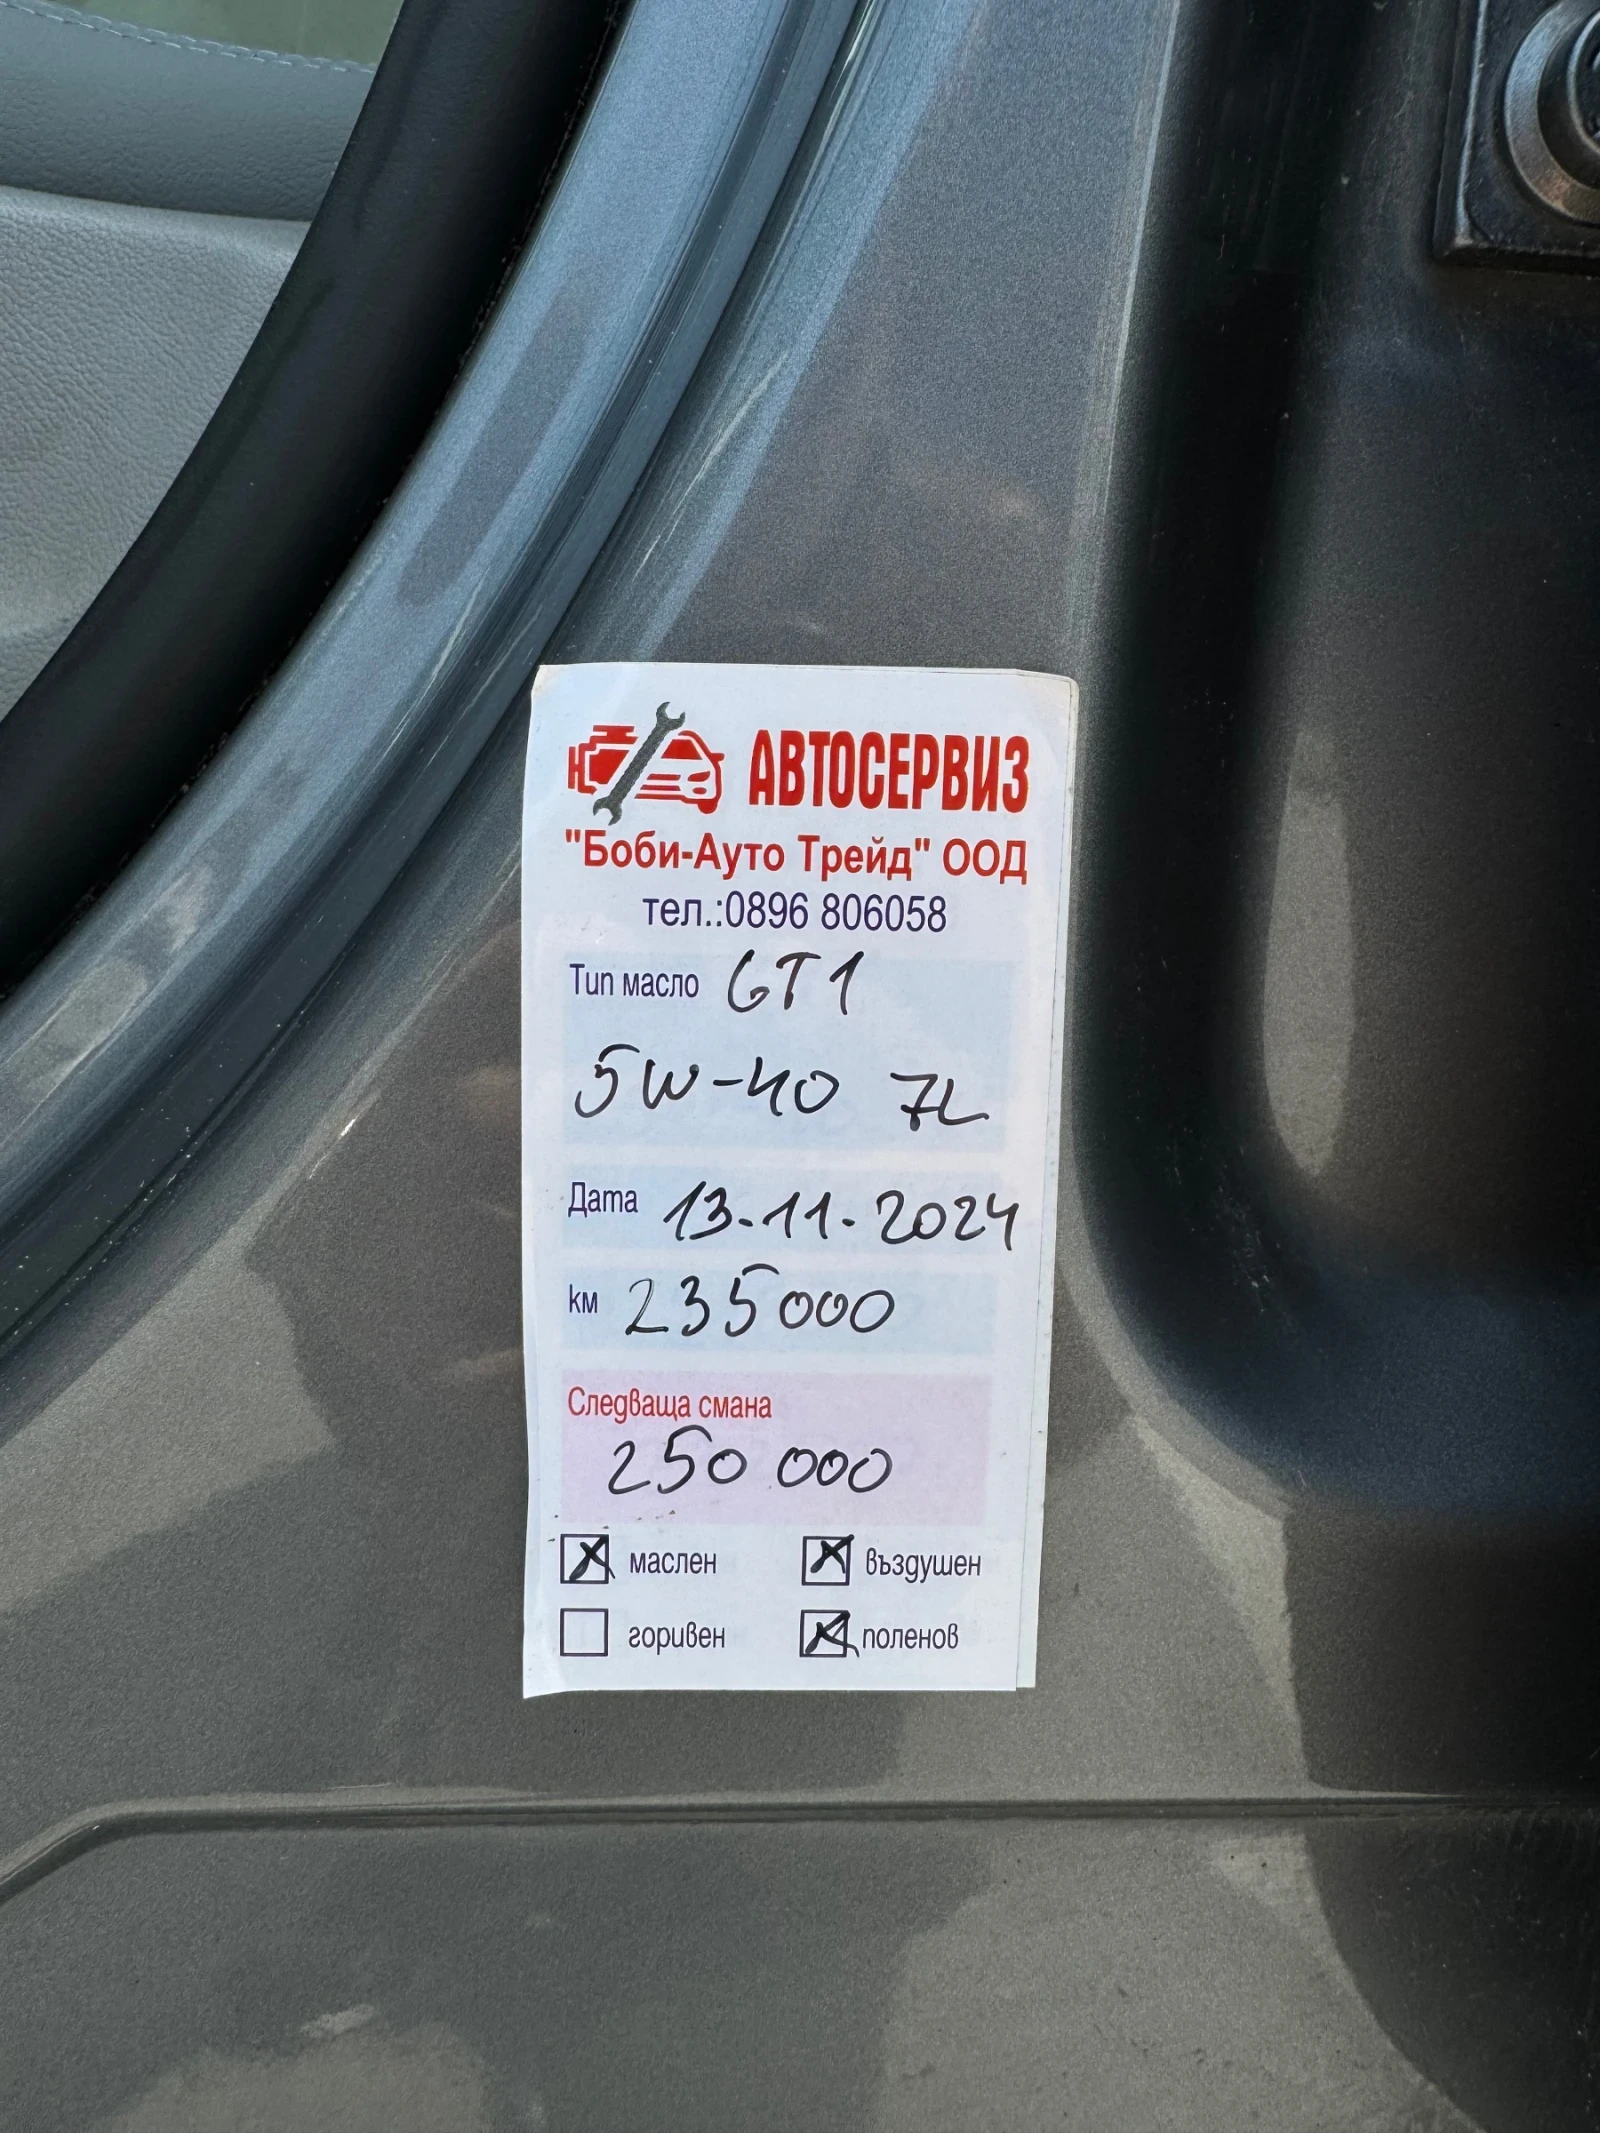 АВТОСЕРВИЗ
"Боби-Ауто Трейд" ООД
тел.:0896 806058
Тип масло GT1
5W-40 7L
Дата 13.11.2024
км 235000
Следваща смана
250 000
маслен въздушен
горивен поленов